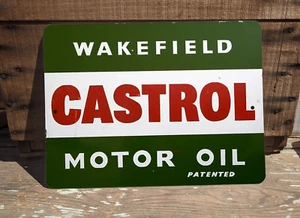 WAKEFIELD
CASTROL
MOTOR OIL
PATENTED